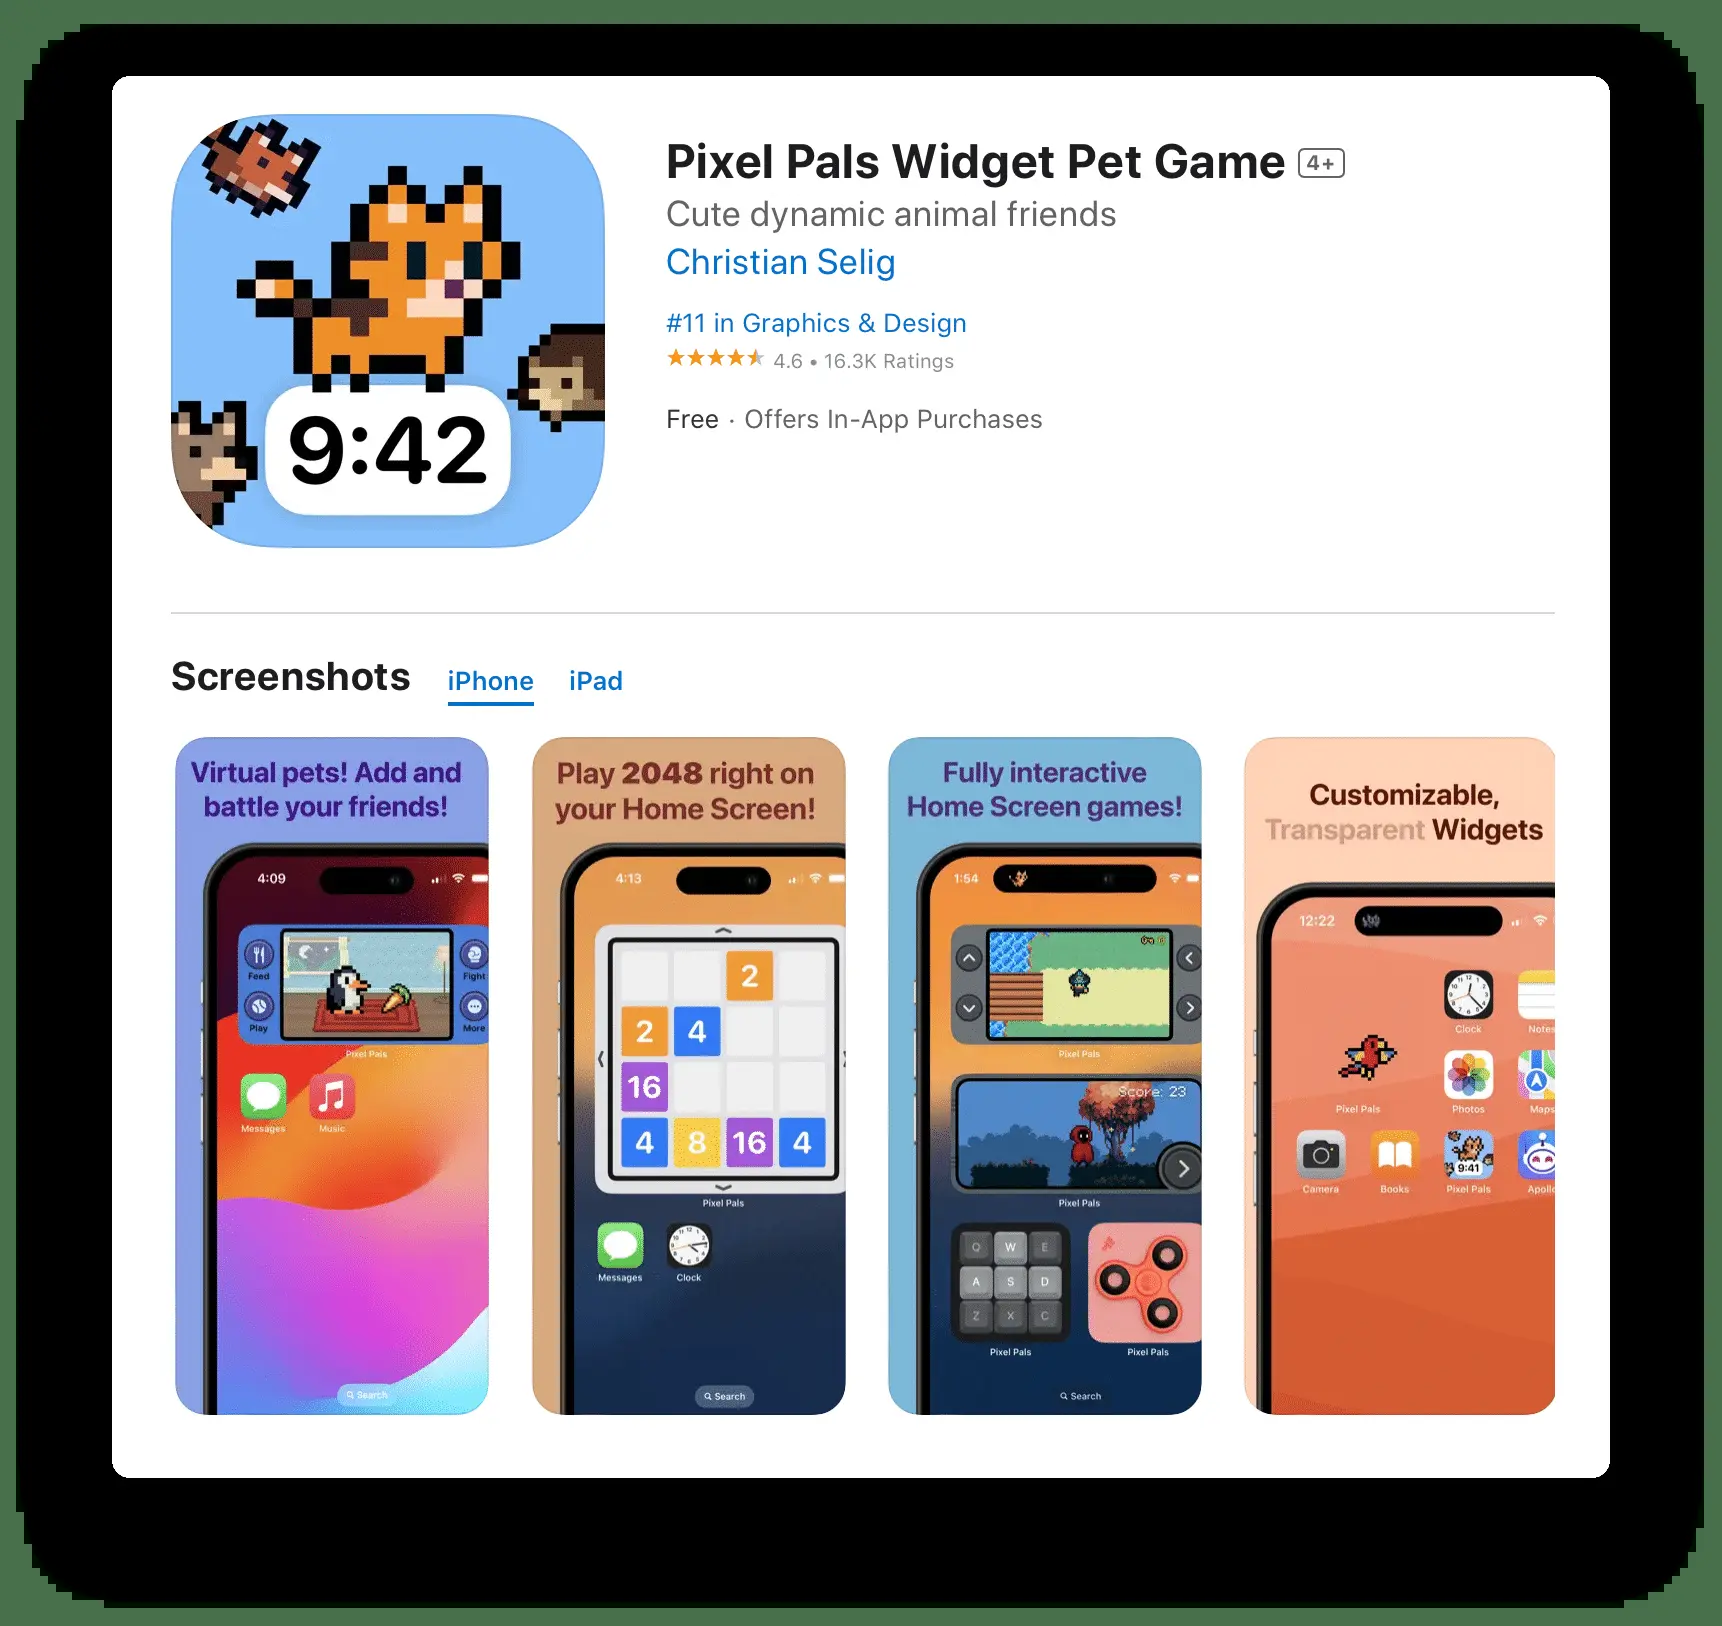 9:42
Pixel Pals Widget Pet Game 4+
Cute dynamic animal friends
Christian Selig
#11 in Graphics & Design
4.6 • 16.3K Ratings
Free · Offers In-App Purchases
Screenshots iPhone iPad
Virtual pets! Add and
battle your friends!
4:09
Feed
Fight
Play
More
Pixel Pals
Messages Music
Search
Play 2048 right on
your Home Screen!
4:13
2
2 4
16
4 8 16 4
Pixel Pals
Messages Clock
Search
Fully interactive
Home Screen games!
1:54
Pixel Pals
Score: 23
Pixel Pals
Q W E
A S D
Z X C
Pixel Pals Pixel Pals
Search
Customizable,
Transparent Widgets
12:22
Clock Notes
Pixel Pals Photos Maps
9:41
Camera Books Pixel Pals Apollo